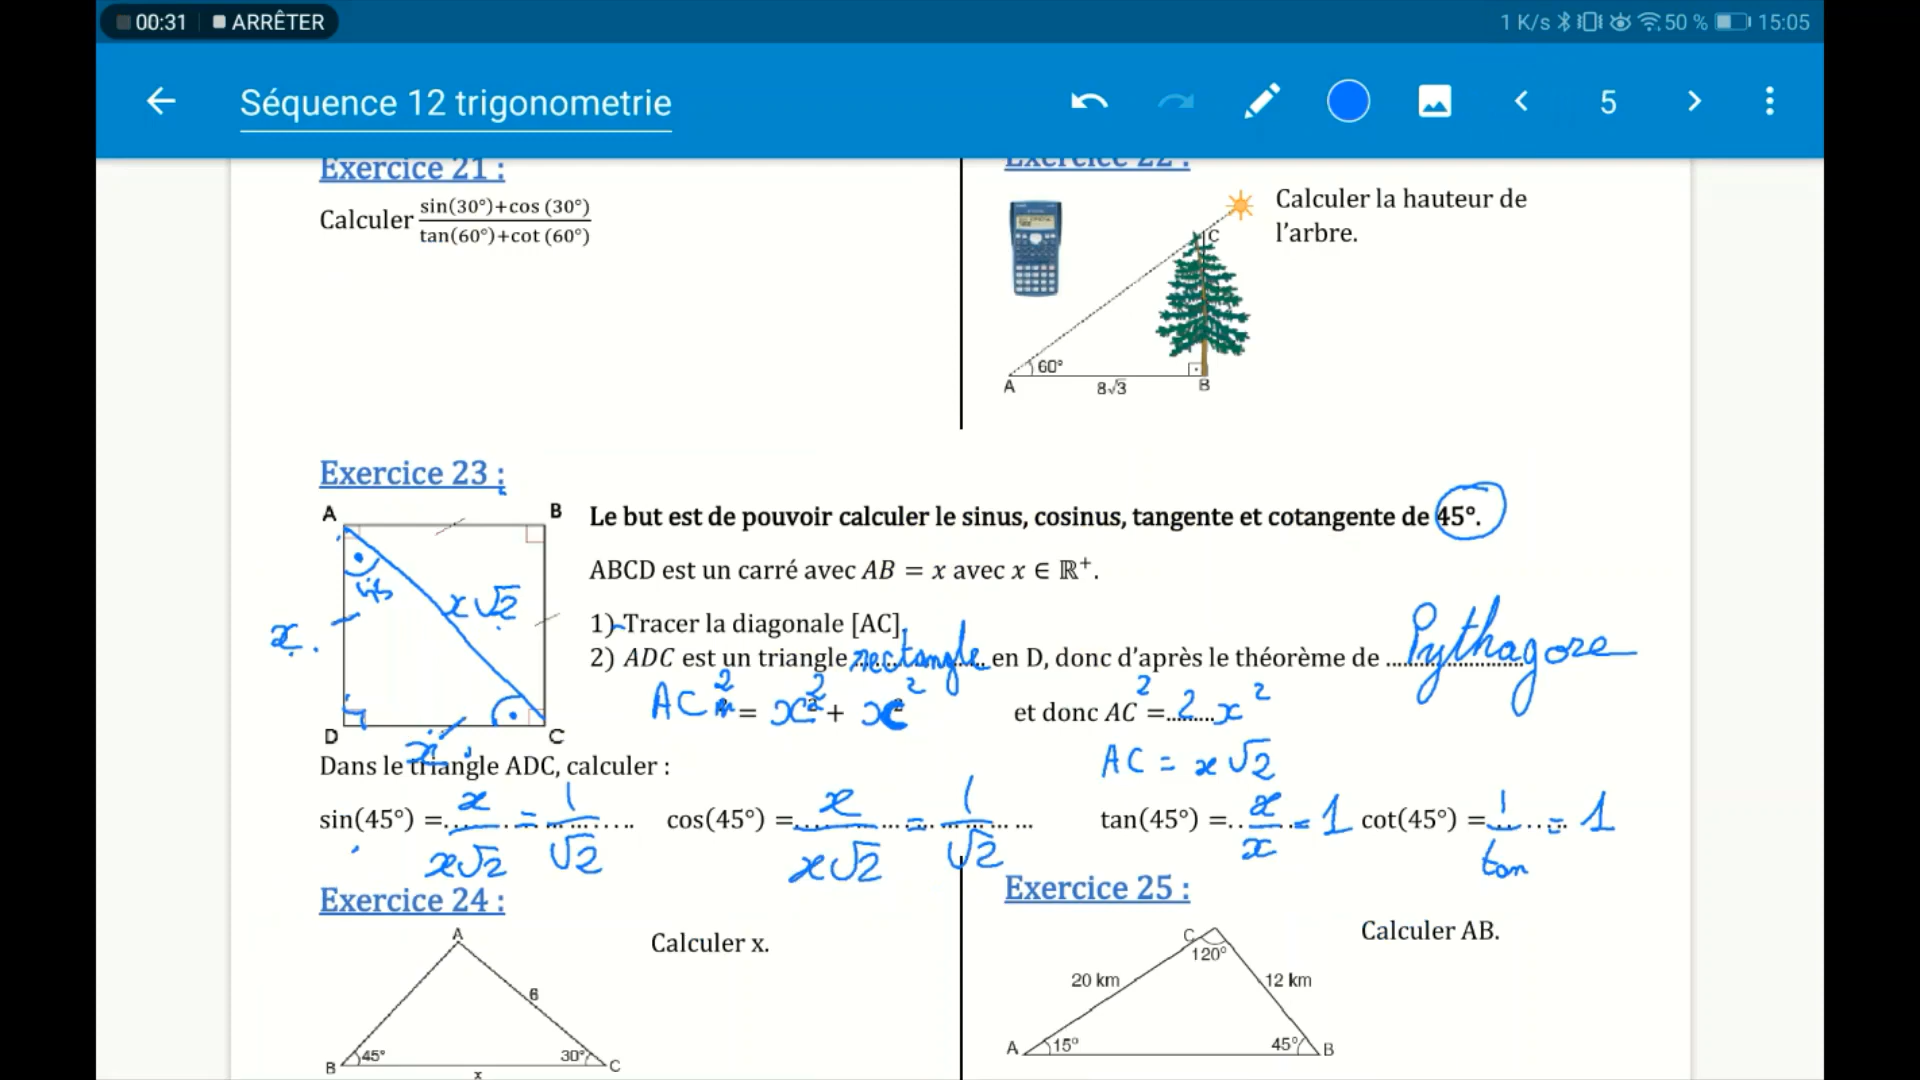 00:31 ARRÊTER
1 K/s 50 % 15:05
Séquence 12 trigonometrie
5
Exercice 21 :
Calculer sin(30°)+cos (30°)
tan(60°)+cot (60°)
Exercice 22 :
Calculer la hauteur de
l'arbre.
C
60°
A
8√3
B
Exercice 23 :
A
B
D
C
x
x√2
x
Le but est de pouvoir calculer le sinus, cosinus, tangente et cotangente de 45°.
ABCD est un carré avec AB = x avec x ∈ ℝ⁺.
1) Tracer la diagonale [AC].
2) ADC est un triangle rectangle en D, donc d'après le théorème de Pythagore
AC² = x² + x² et donc AC² = 2x²
AC = x√2
Dans le triangle ADC, calculer :
sin(45°) = x/x√2 = 1/√2 cos(45°) = x/x√2 = 1/√2 tan(45°) = x/x = 1 cot(45°) = 1/tan = 1
Exercice 24 :
Calculer x.
A
6
B
45°
30°
C
x
Exercice 25 :
Calculer AB.
C
120°
20 km
12 km
A
15°
45°
B